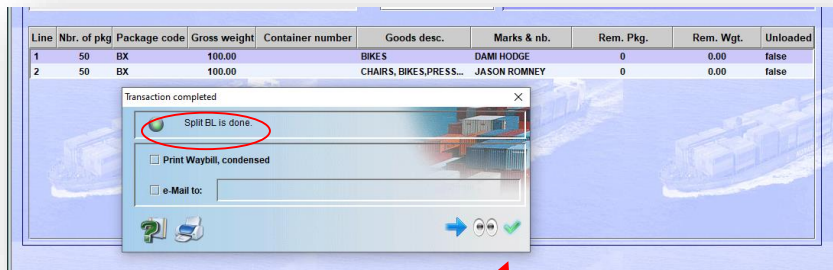 Line Nbr. of pkg Package code Gross weight Container number Goods desc. Marks & nb. Rem. Pkg. Rem. Wgt. Unloaded
1 50 BX 100.00 BIKES DAMI HODGE 0 0.00 false
2 50 BX 100.00 CHAIRS, BIKES,PRESS... JASON ROMNEY 0 0.00 false
Transaction completed
Split BL is done.
Print Waybill, condensed
e-Mail to: